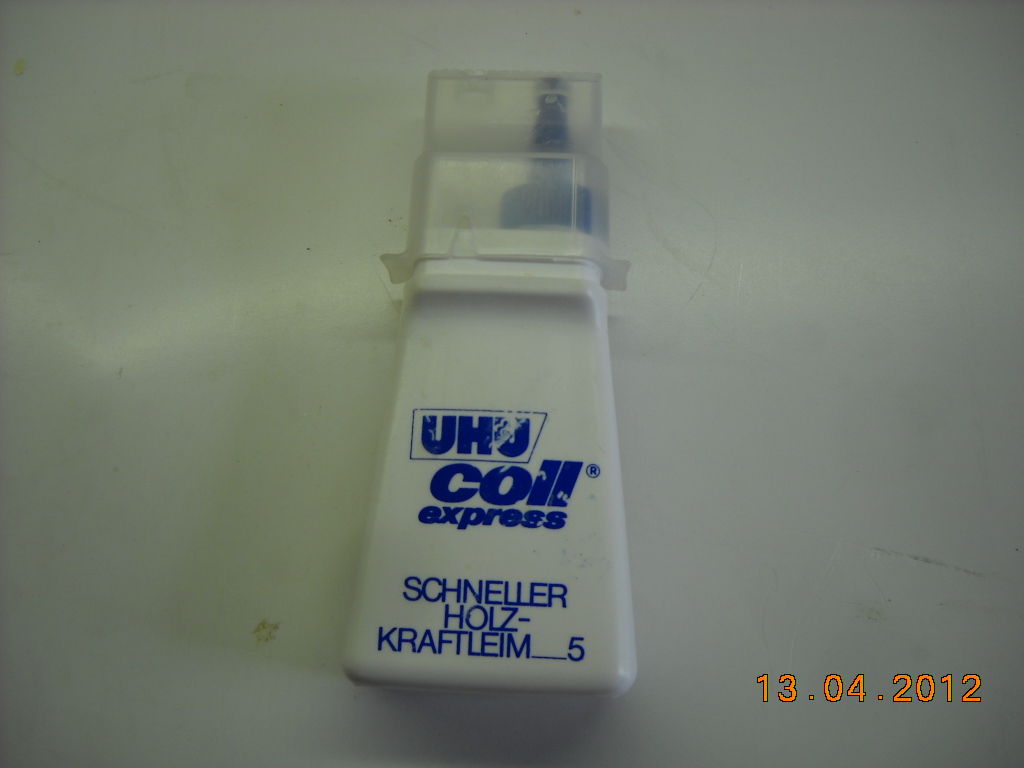 UHU
coll®
express
SCHNELLER
HOLZ-
KRAFTLEIM__5
13.04.2012